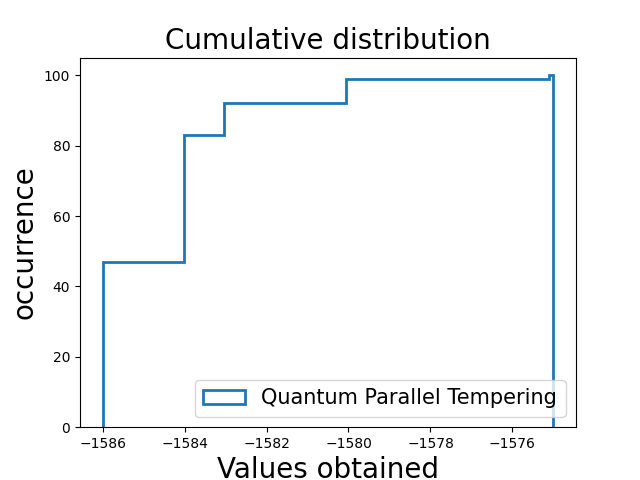 Cumulative distribution
100
80
60
40
20
0
occurrence
Quantum Parallel Tempering
−1586 −1584 −1582 −1580 −1578 −1576
Values obtained